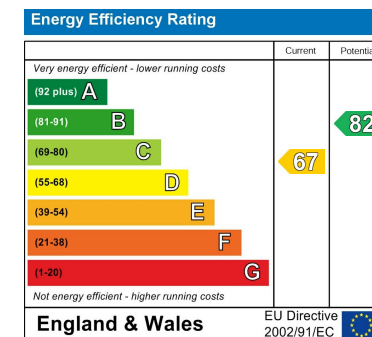 Energy Efficiency Rating
Current Potentia
Very energy efficient - lower running costs
(92 plus) A
(81-91) B
(69-80) C
(55-68) D
(39-54) E
(21-38) F
(1-20) G
67
82
Not energy efficient - higher running costs
England & Wales
EU Directive
2002/91/EC